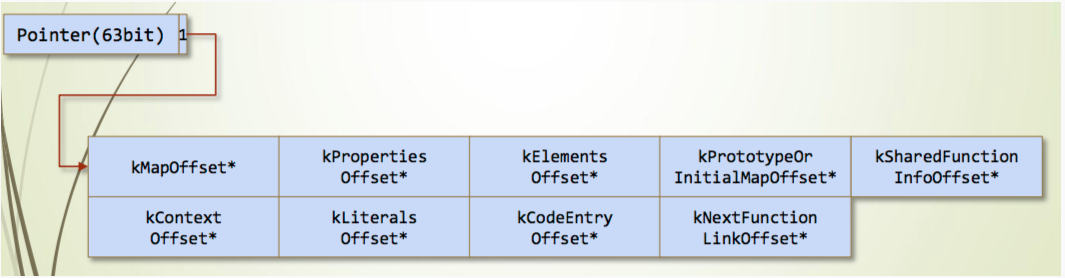 Pointer(63bit) 1
kMapOffset*
kProperties
Offset*
kElements
Offset*
kPrototypeOr
InitialMapOffset*
kSharedFunction
InfoOffset*
kContext
Offset*
kLiterals
Offset*
kCodeEntry
Offset*
kNextFunction
LinkOffset*